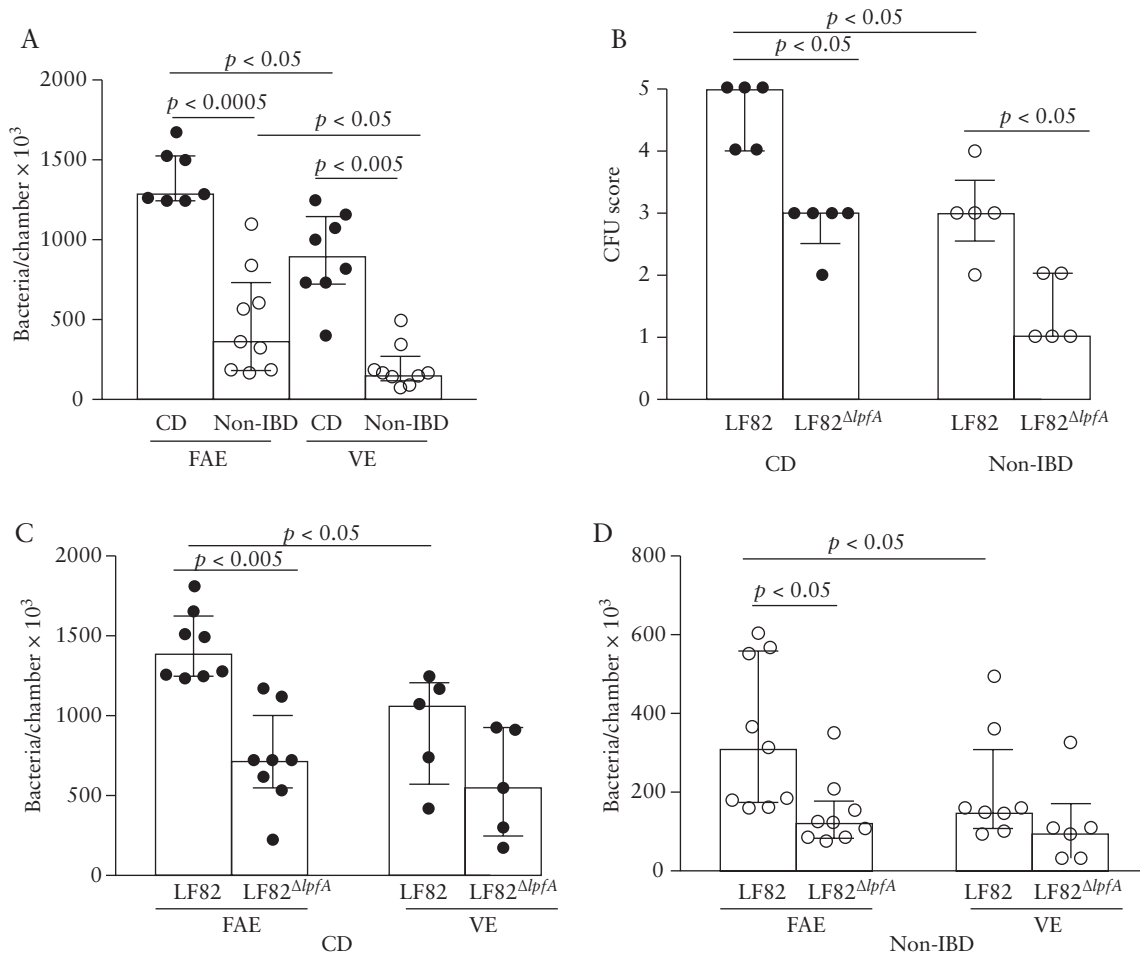 A
p < 0.05
p < 0.0005
p < 0.05
p < 0.005
Bacteria/chamber × 10³
2000
1500
1000
500
0
CD Non-IBD CD Non-IBD
FAE VE
B
p < 0.05
p < 0.05
p < 0.05
CFU score
5
4
3
2
1
0
LF82 LF82ΔlpfA LF82 LF82ΔlpfA
CD Non-IBD
C
p < 0.05
p < 0.005
Bacteria/chamber × 10³
2000
1500
1000
500
0
LF82 LF82ΔlpfA LF82 LF82ΔlpfA
FAE VE
CD
D
p < 0.05
p < 0.05
Bacteria/chamber × 10³
800
600
400
200
0
LF82 LF82ΔlpfA LF82 LF82ΔlpfA
FAE VE
Non-IBD